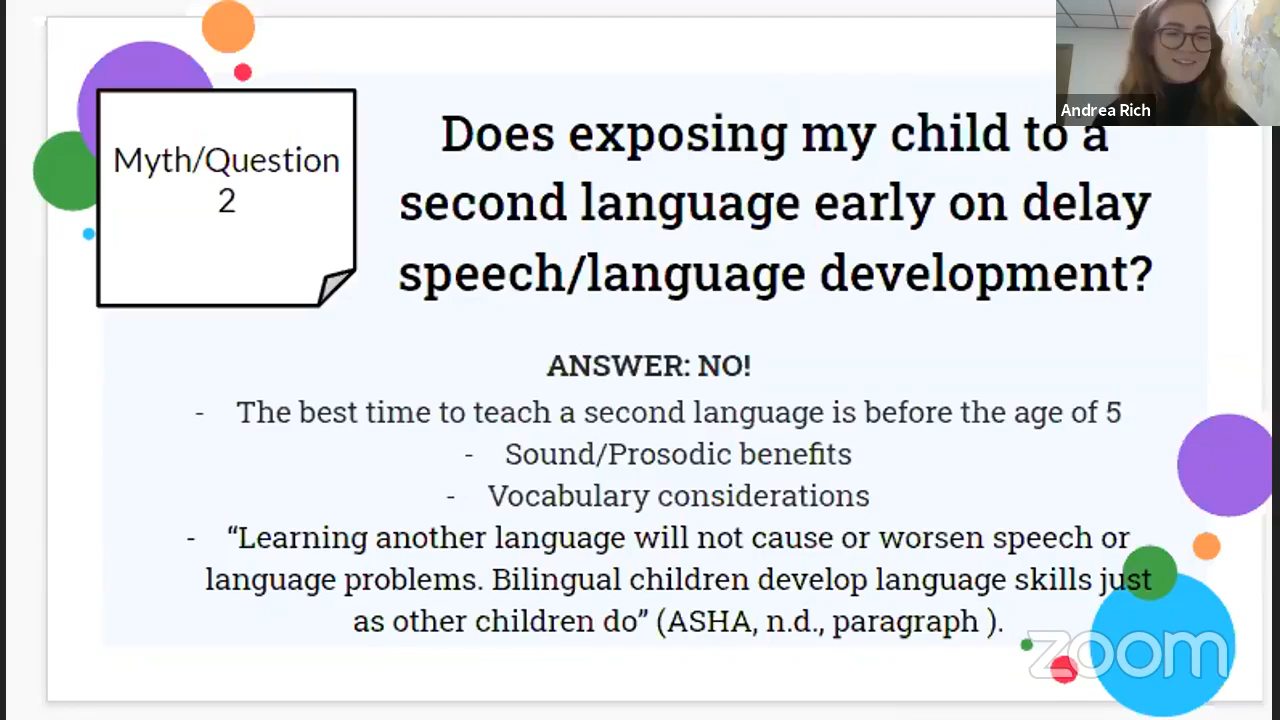 Andrea Rich
Myth/Question
2
Does exposing my child to a
second language early on delay
speech/language development?
ANSWER: NO!
- The best time to teach a second language is before the age of 5
- Sound/Prosodic benefits
- Vocabulary considerations
- “Learning another language will not cause or worsen speech or
language problems. Bilingual children develop language skills just
as other children do” (ASHA, n.d., paragraph ).
zoom